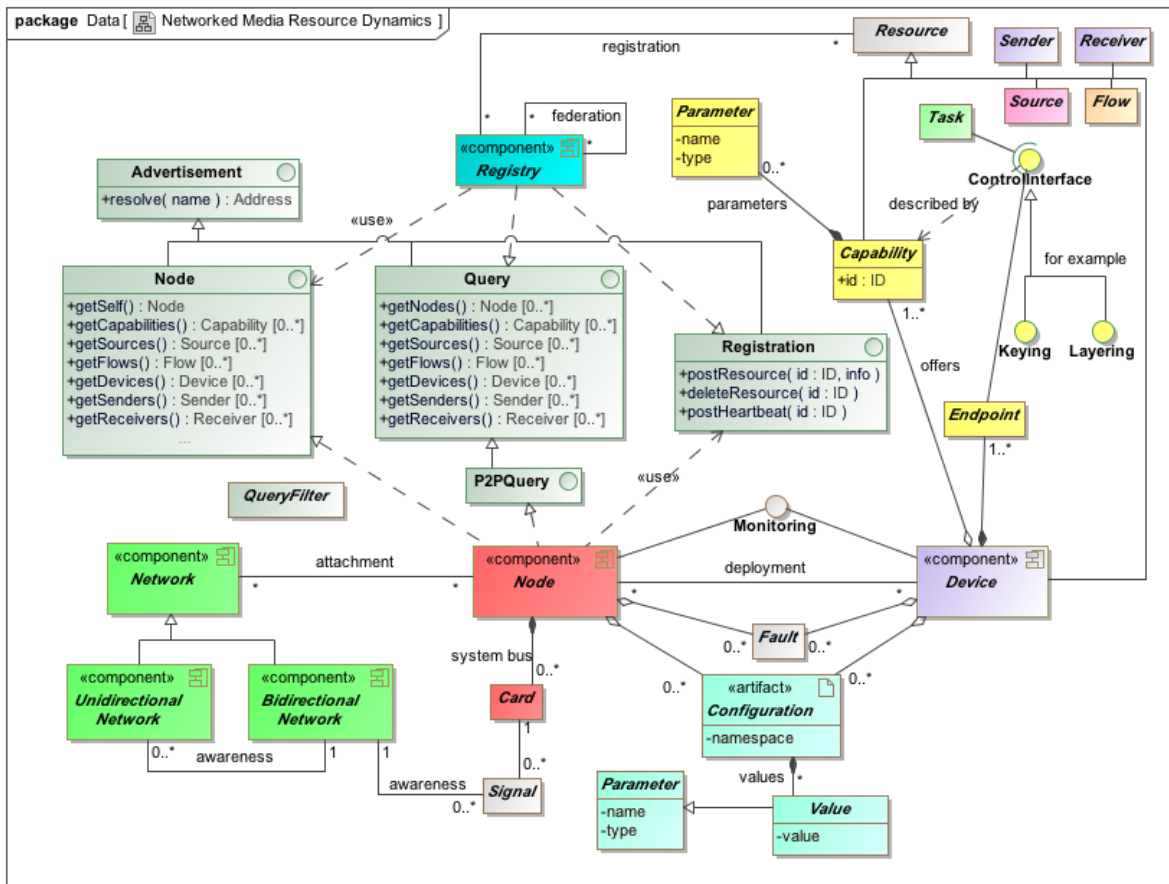 package Data [ Networked Media Resource Dynamics ]
registration
*
*
Resource
Sender
Receiver
Source
Flow
federation
*
*
Parameter
-name
-type
0..*
Task
ControlInterface
«component»
Registry
Advertisement
+resolve( name ) : Address
«use»
parameters
described by
Capability
+id : ID
1..*
for example
Keying
Layering
Node
+getSelf() : Node
+getCapabilities() : Capability [0..*]
+getSources() : Source [0..*]
+getFlows() : Flow [0..*]
+getDevices() : Device [0..*]
+getSenders() : Sender [0..*]
+getReceivers() : Receiver [0..*]
...
Query
+getNodes() : Node [0..*]
+getCapabilities() : Capability [0..*]
+getSources() : Source [0..*]
+getFlows() : Flow [0..*]
+getDevices() : Device [0..*]
+getSenders() : Sender [0..*]
+getReceivers() : Receiver [0..*]
Registration
+postResource( id : ID, info )
+deleteResource( id : ID )
+postHeartbeat( id : ID )
offers
Endpoint
1..*
P2PQuery
«use»
QueryFilter
Monitoring
«component»
Network
attachment
*
*
«component»
Node
deployment
*
*
«component»
Device
Fault
0..*
0..*
system bus
0..*
0..*
0..*
«component»
Unidirectional
Network
«component»
Bidirectional
Network
Card
1
«artifact»
Configuration
-namespace
0..*
awareness
1
1
awareness
0..*
0..*
Signal
values
*
Parameter
-name
-type
Value
-value